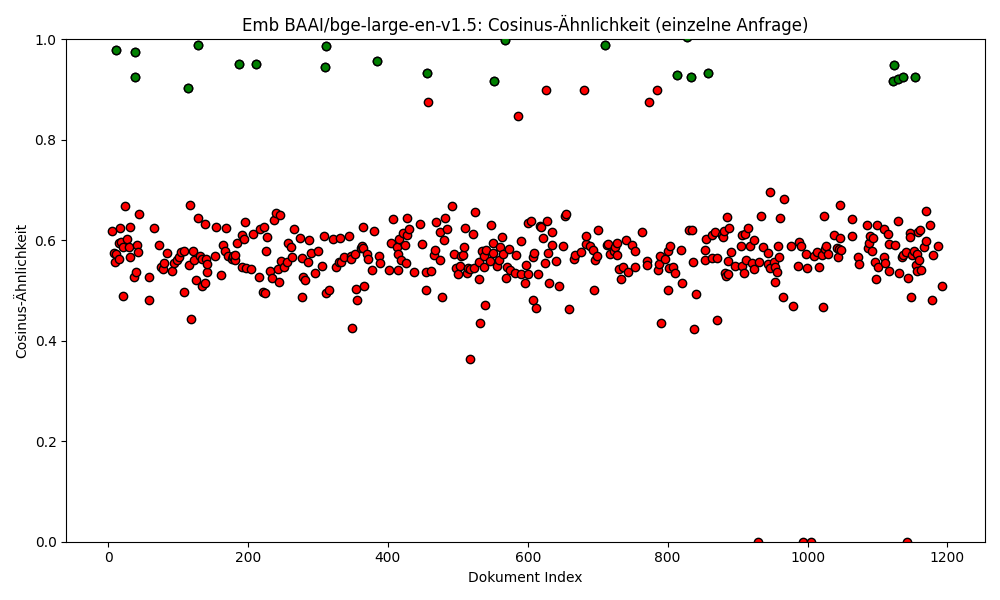 Emb BAAI/bge-large-en-v1.5: Cosinus-Ähnlichkeit (einzelne Anfrage)
1.0
0.8
0.6
0.4
0.2
0.0
Cosinus-Ähnlichkeit
0 200 400 600 800 1000 1200
Dokument Index